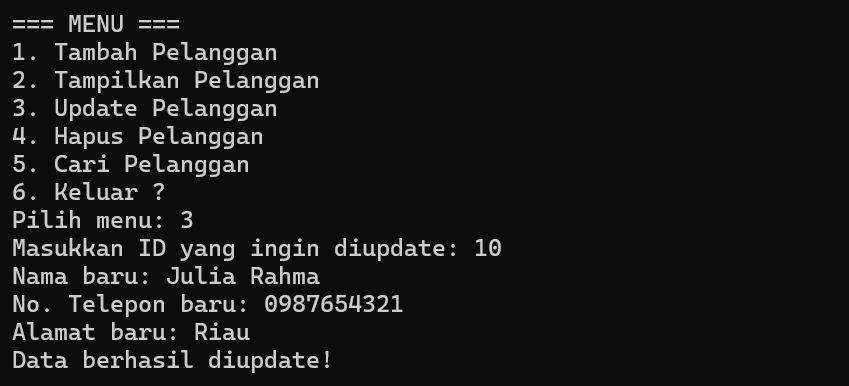 === MENU ===
1. Tambah Pelanggan
2. Tampilkan Pelanggan
3. Update Pelanggan
4. Hapus Pelanggan
5. Cari Pelanggan
6. Keluar ?
Pilih menu: 3
Masukkan ID yang ingin diupdate: 10
Nama baru: Julia Rahma
No. Telepon baru: 0987654321
Alamat baru: Riau
Data berhasil diupdate!